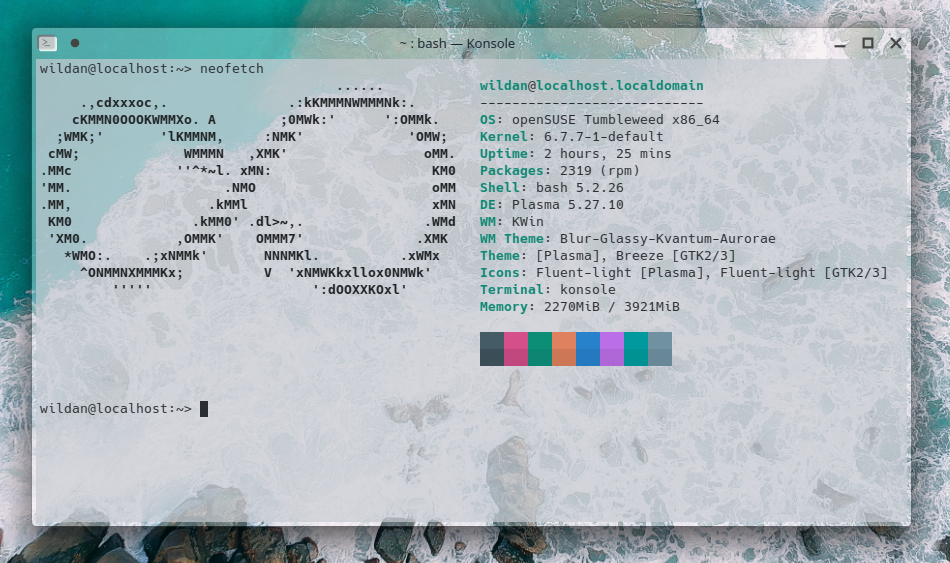 ~ : bash — Konsole
wildan@localhost:~> neofetch
......
.,cdxxxoc,. .:kKMMMNWMMMNk:.
cKMMN0OOOKWMMXo. A ;0MWk:' ':OMMk.
;WMK;' 'lKMMNM, :NMK' 'OMW;
cMW; WMMMN ,XMK' oMM.
.MMc ''^*~l. xMN: KM0
'MM. .NMO oMM
.MM, .kMMl xMN
KM0 .kMM0' .dl>~,. .WMd
'XM0. ,OMMK' OMMM7' .XMK
*WMO:. .;xNMMk' NNNMKl. .xWMx
^ONMMNXMMMKx; V 'xNMWKkxllox0NMWk'
''''' ':dOOXXKOxl'
wildan@localhost.localdomain
----------------------------
OS: openSUSE Tumbleweed x86_64
Kernel: 6.7.7-1-default
Uptime: 2 hours, 25 mins
Packages: 2319 (rpm)
Shell: bash 5.2.26
DE: Plasma 5.27.10
WM: KWin
WM Theme: Blur-Glassy-Kvantum-Aurorae
Theme: [Plasma], Breeze [GTK2/3]
Icons: Fluent-light [Plasma], Fluent-light [GTK2/3]
Terminal: konsole
Memory: 2270MiB / 3921MiB
wildan@localhost:~>